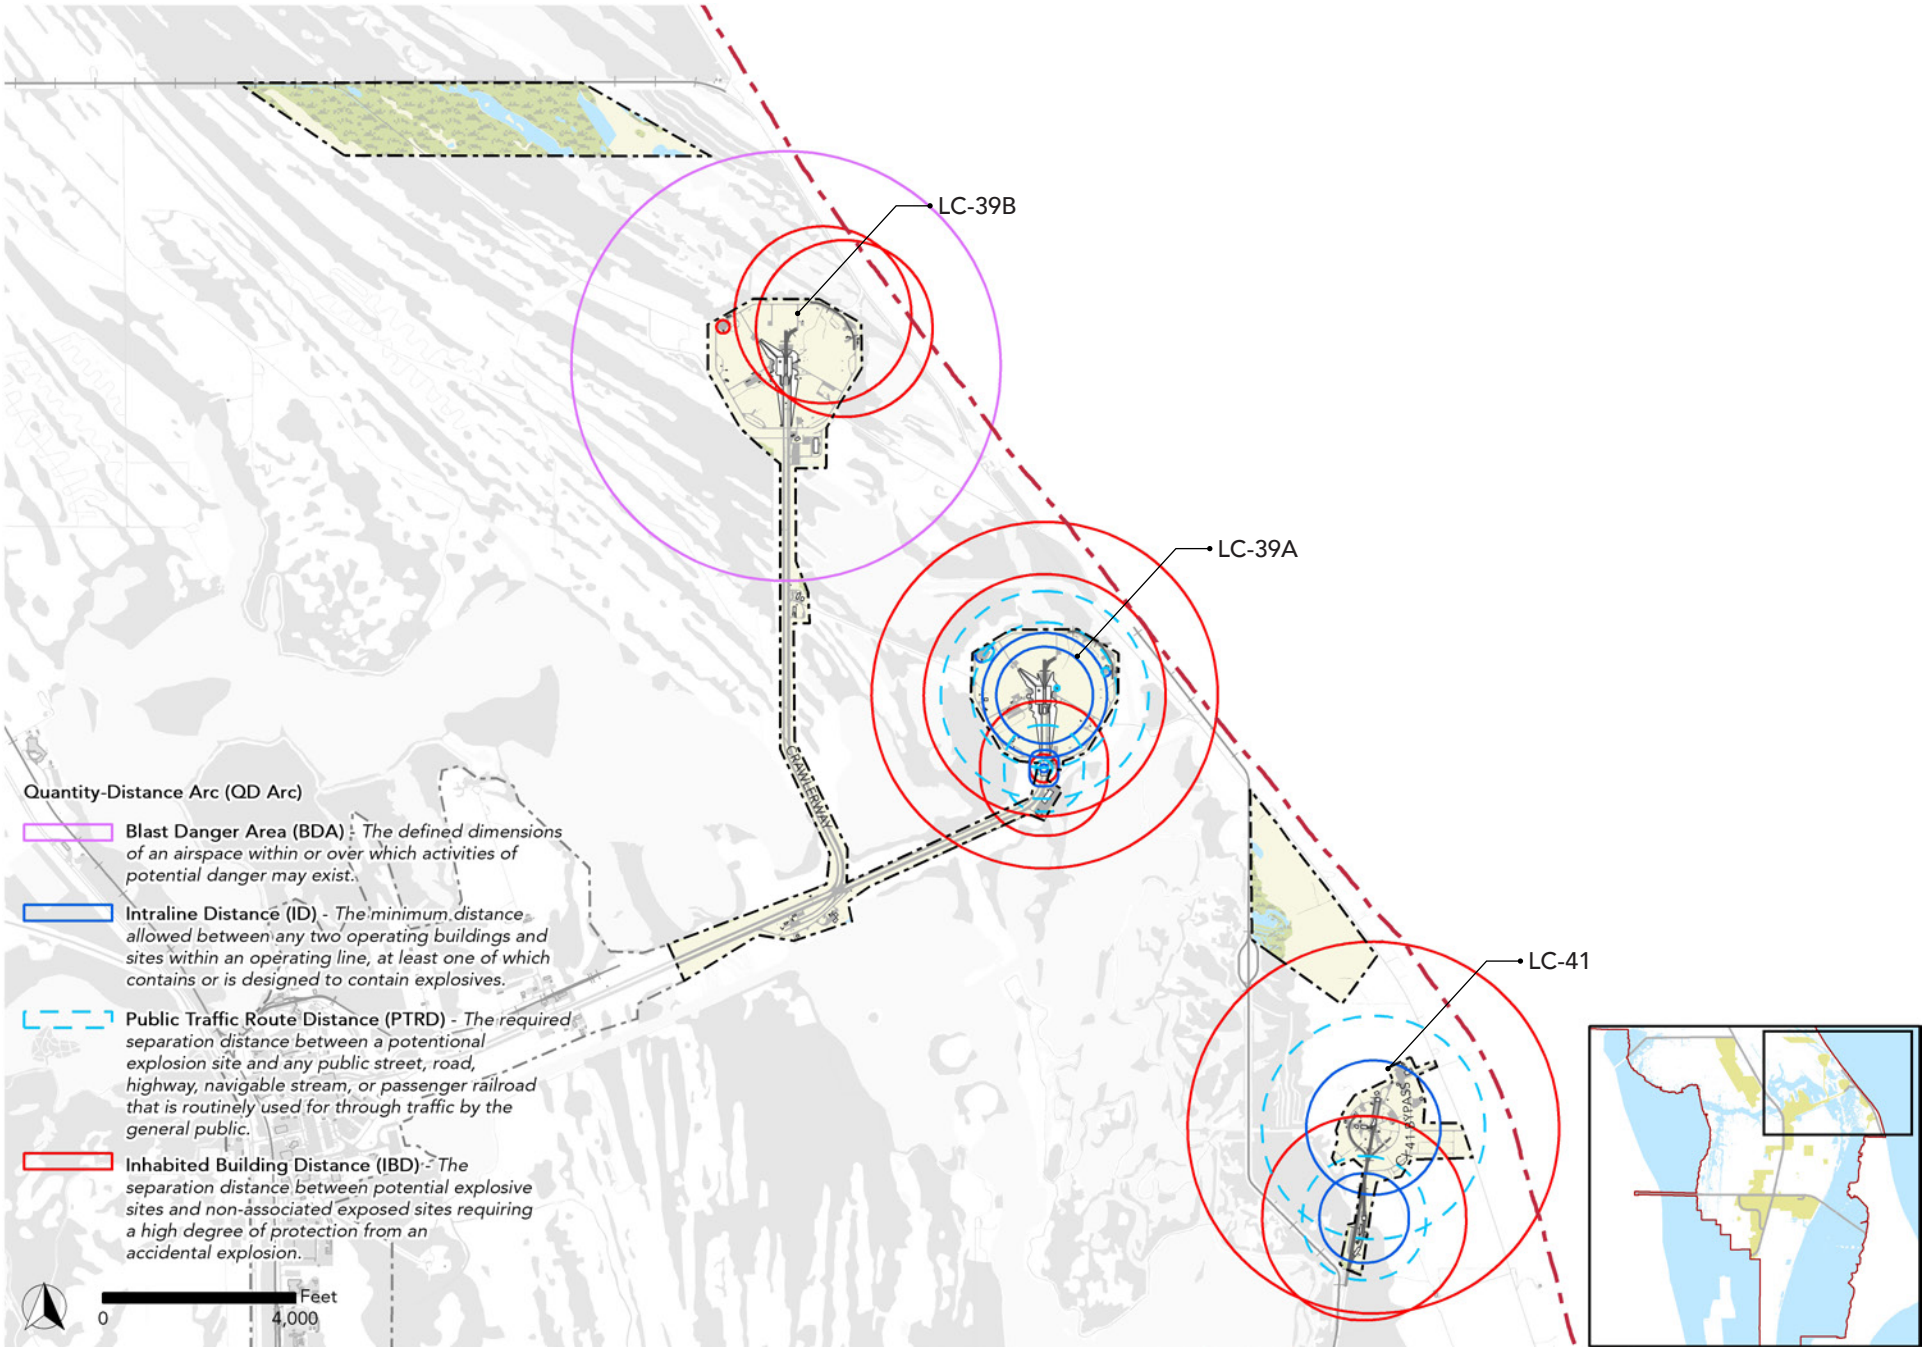 LC-39B
LC-39A
CRAWLERWAY
Quantity-Distance Arc (QD Arc)
Blast Danger Area (BDA) - The defined dimensions
of an airspace within or over which activities of
potential danger may exist.
Intraline Distance (ID) - The minimum distance
allowed between any two operating buildings and
sites within an operating line, at least one of which
contains or is designed to contain explosives.
LC-41
Public Traffic Route Distance (PTRD) - The required
separation distance between a potentional
explosion site and any public street, road,
highway, navigable stream, or passenger railroad
that is routinely used for through traffic by the
general public.
Inhabited Building Distance (IBD) - The
separation distance between potential explosive
sites and non-associated exposed sites requiring
a high degree of protection from an
accidental explosion.
Feet
0 4,000